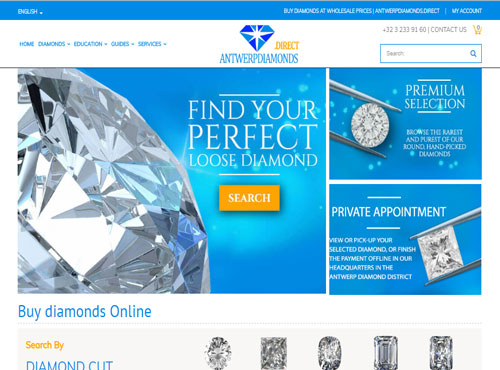 ENGLISH
BUY DIAMONDS AT WHOLESALE PRICES | ANTWERPDIAMONDS.DIRECT | MY ACCOUNT
+32 3 233 91 60 | CONTACT US
HOME DIAMONDS EDUCATION GUIDES SERVICES
.DIRECT
ANTWERPDIAMONDS
Search.
FIND YOUR
PERFECT
LOOSE DIAMOND
SEARCH
PREMIUM
SELECTION
BROWSE THE RAREST
AND PUREST OF OUR
ROUND, HAND-PICKED
DIAMONDS
PRIVATE APPOINTMENT
VIEW OR PICK-UP YOUR
SELECTED DIAMOND, OR FINISH
THE PAYMENT OFFLINE IN OUR
HEADQUARTERS IN THE
ANTWERP DIAMOND DISTRICT
Buy diamonds Online
Search By
DIAMOND CUT